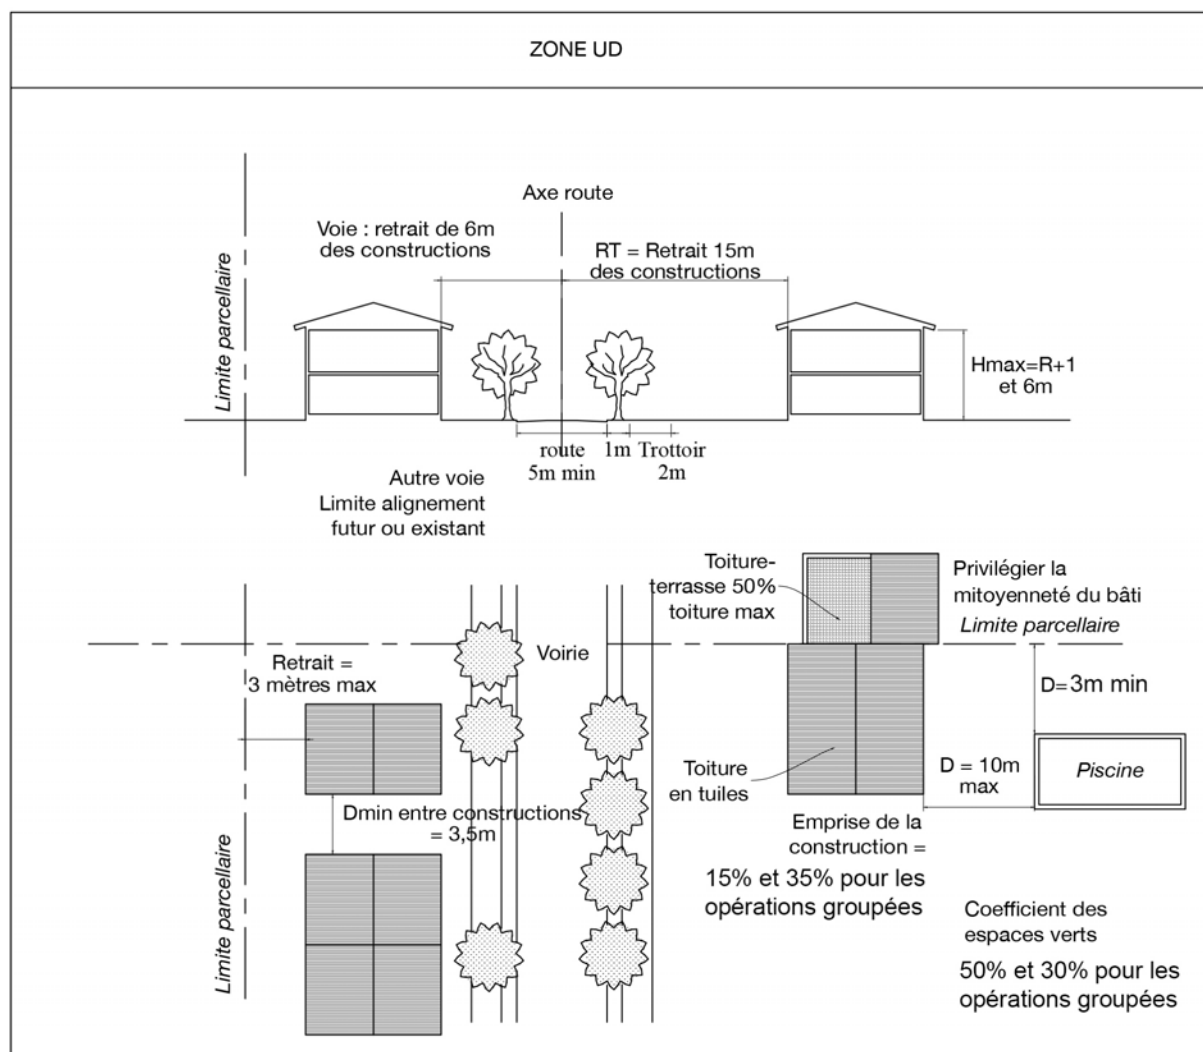 ZONE UD
Axe route
Voie : retrait de 6m
des constructions
RT = Retrait 15m
des constructions
Limite parcellaire
Hmax=R+1
et 6m
route
5m min
1m
Trottoir
2m
Autre voie
Limite alignement
futur ou existant
Toiture-
terrasse 50%
toiture max
Privilégier la
mitoyenneté du bâti
Limite parcellaire
Voirie
Retrait =
3 mètres max
D=3m min
Toiture
en tuiles
D = 10m
max
Piscine
Dmin entre constructions
= 3,5m
Emprise de la
construction =
15% et 35% pour les
opérations groupées
Limite parcellaire
Coefficient des
espaces verts
50% et 30% pour les
opérations groupées